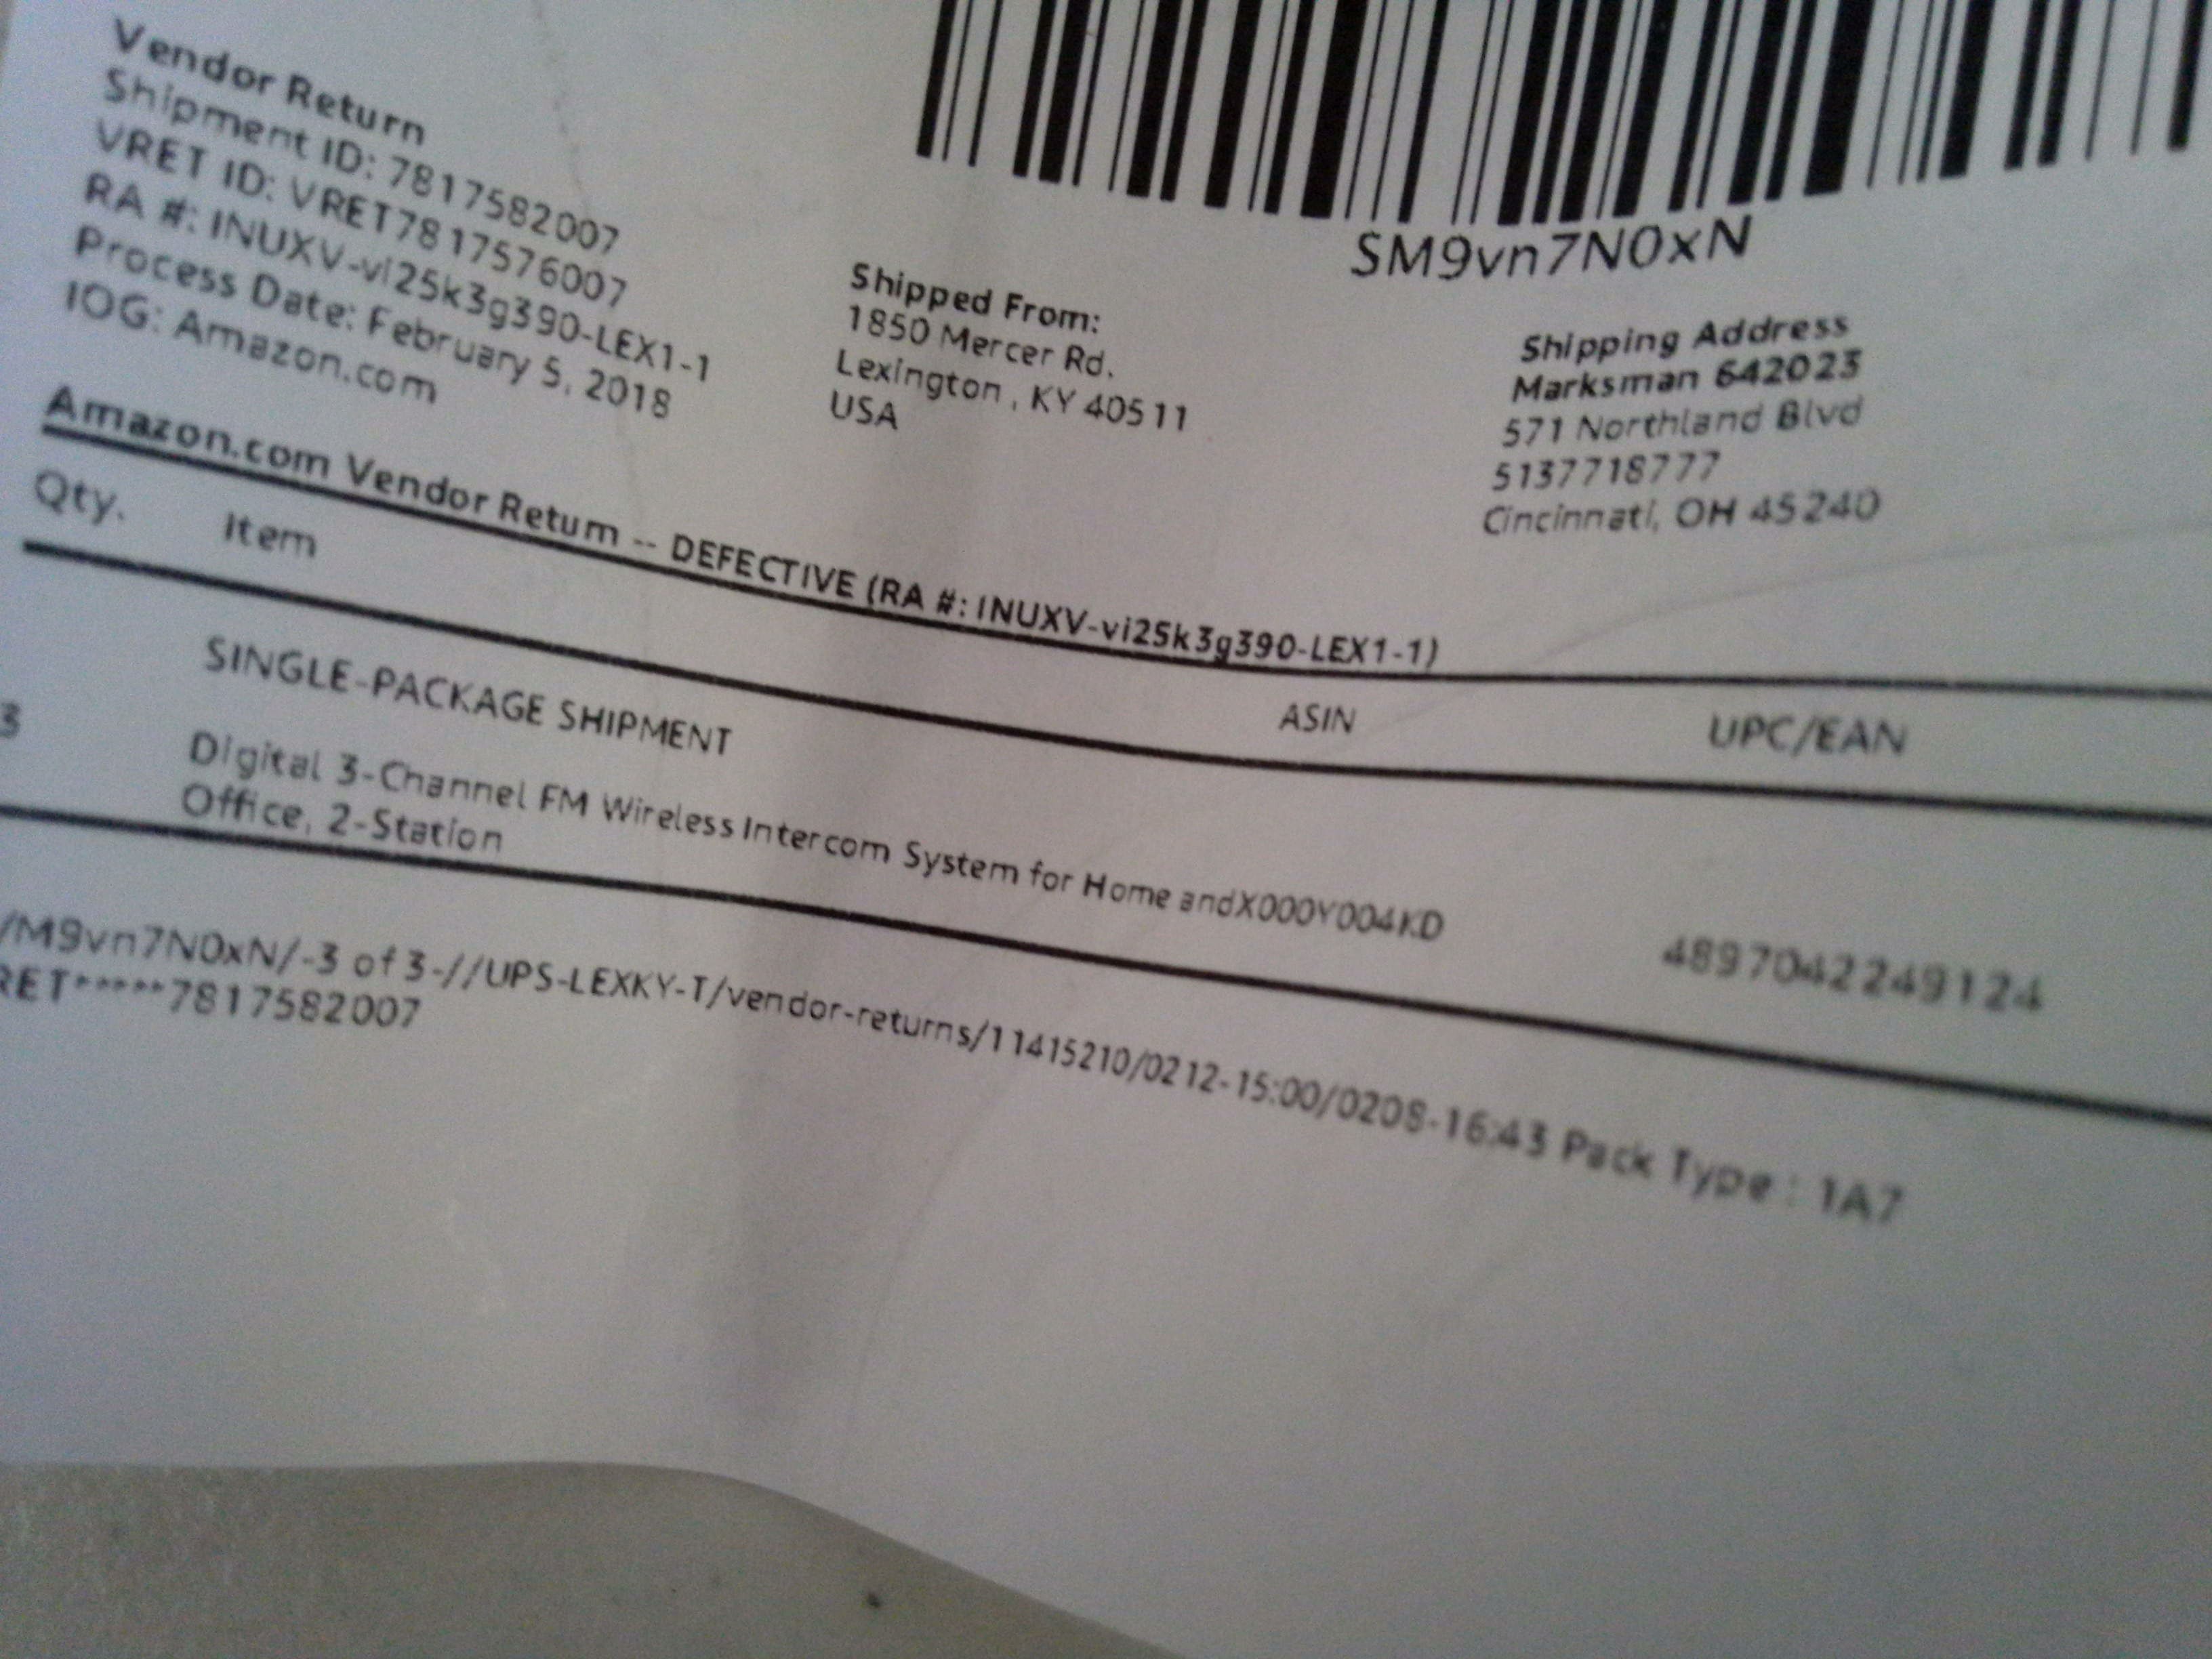 Vendor Return
Shipment ID: 7817582007
VRET ID: VRET7817576007
RA #: INUXV-vi25k3g390-LEX1-1
Process Date: February 5, 2018
IOG: Amazon.com
Shipped From:
1850 Mercer Rd.
Lexington , KY 40511
USA
SM9vn7N0xN
Shipping Address
Marksman 642023
571 Northland Blvd
5137718777
Cincinnati, OH 45240
Amazon.com Vendor Return -- DEFECTIVE (RA #: INUXV-vi25k3g390-LEX1-1)
Qty. Item ASIN UPC/EAN
SINGLE-PACKAGE SHIPMENT
3 Digital 3-Channel FM Wireless Intercom System for Home andX000Y004KD 4897042249124
Office, 2-Station
/M9vn7N0xN/-3 of 3-//UPS-LEXKY-T/vendor-returns/11415210/0212-15:00/0208-16:43 Pack Type : 1A7
RET*****7817582007